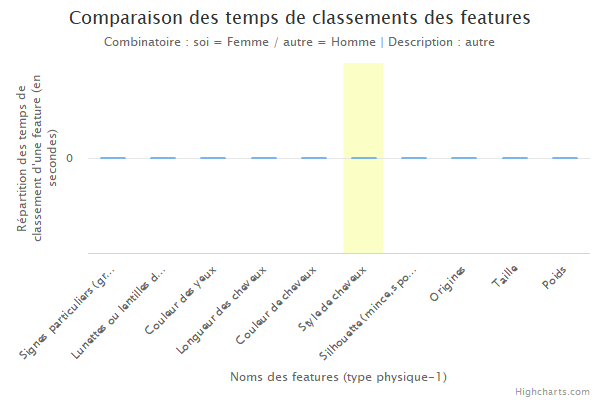 Comparaison des temps de classements des features
Combinatoire : soi = Femme / autre = Homme | Description : autre
Répartition des temps de
classement d'une feature (en
secondes)
0
Signes particuliers (gr...
Lunettes ou lentilles d...
Couleur des yeux
Longueur des cheveux
Couleur de cheveux
Style de cheveux
Silhouette (mince,s po...
Origines
Taille
Poids
Noms des features (type physique-1)
Highcharts.com